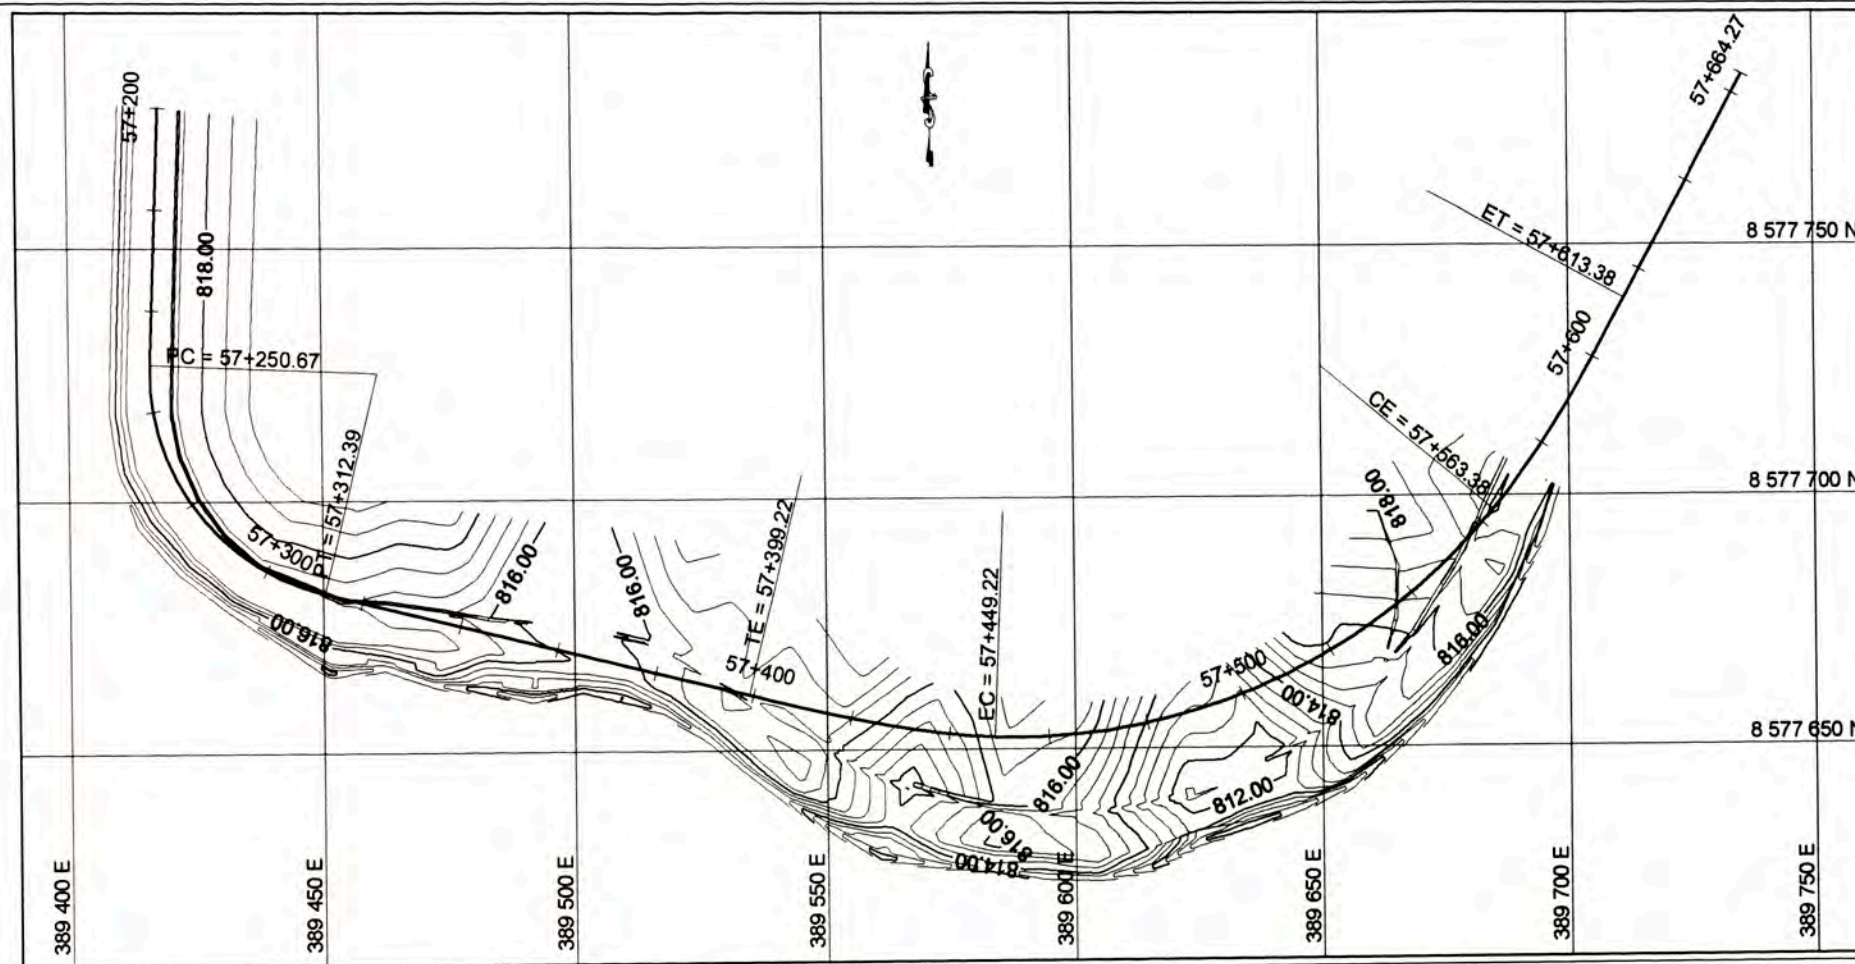 57+200
57+664.27
818.00
ET = 57+613.38
8 577 750 N
PC = 57+250.67
57+600
CE = 57+563.38
818.00
8 577 700 N
PT = 57+312.39
57+300
816.00
816.00
TE = 57+399.22
EC = 57+449.22
816.00
816.00
57+400
57+500
814.00
8 577 650 N
816.00
812.00
816.00
814.00
389 400 E
389 450 E
389 500 E
389 550 E
389 600 E
389 650 E
389 700 E
389 750 E